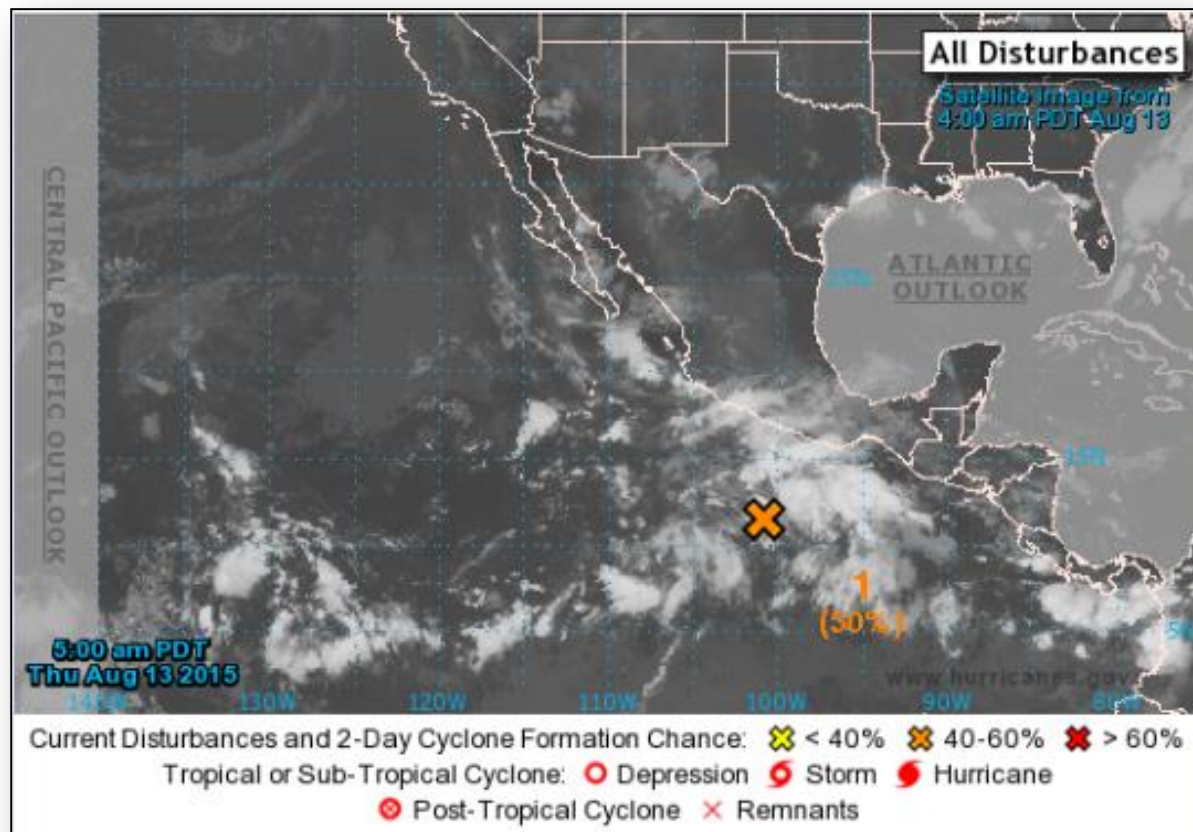 All Disturbances
Satellite Image from
4:00 am PDT Aug 13
CENTRAL PACIFIC OUTLOOK
ATLANTIC
OUTLOOK
25N
15N
1
(50%)
5N
5:00 am PDT
Thu Aug 13 2015
www.hurricanes.gov
140W 130W 120W 110W 100W 90W 80W
Current Disturbances and 2-Day Cyclone Formation Chance: < 40% 40-60% > 60%
Tropical or Sub-Tropical Cyclone: Depression Storm Hurricane
Post-Tropical Cyclone Remnants